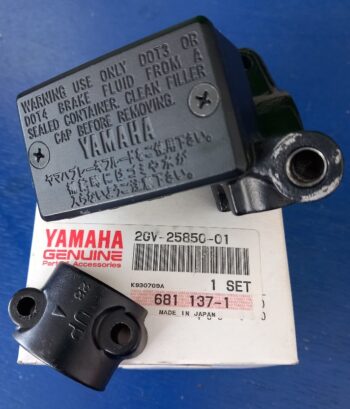 WARNING USE ONLY DOT3 OR
DOT4 BRAKE FLUID FROM A
SEALED CONTAINER. CLEAN FILLER
CAP BEFORE REMOVING.
YAMAHA
YAMAHA
GENUINE
Parts & Accessories
2GV-25850-01
K930709A
1 SET
681 137-1
MADE IN JAPAN
UP